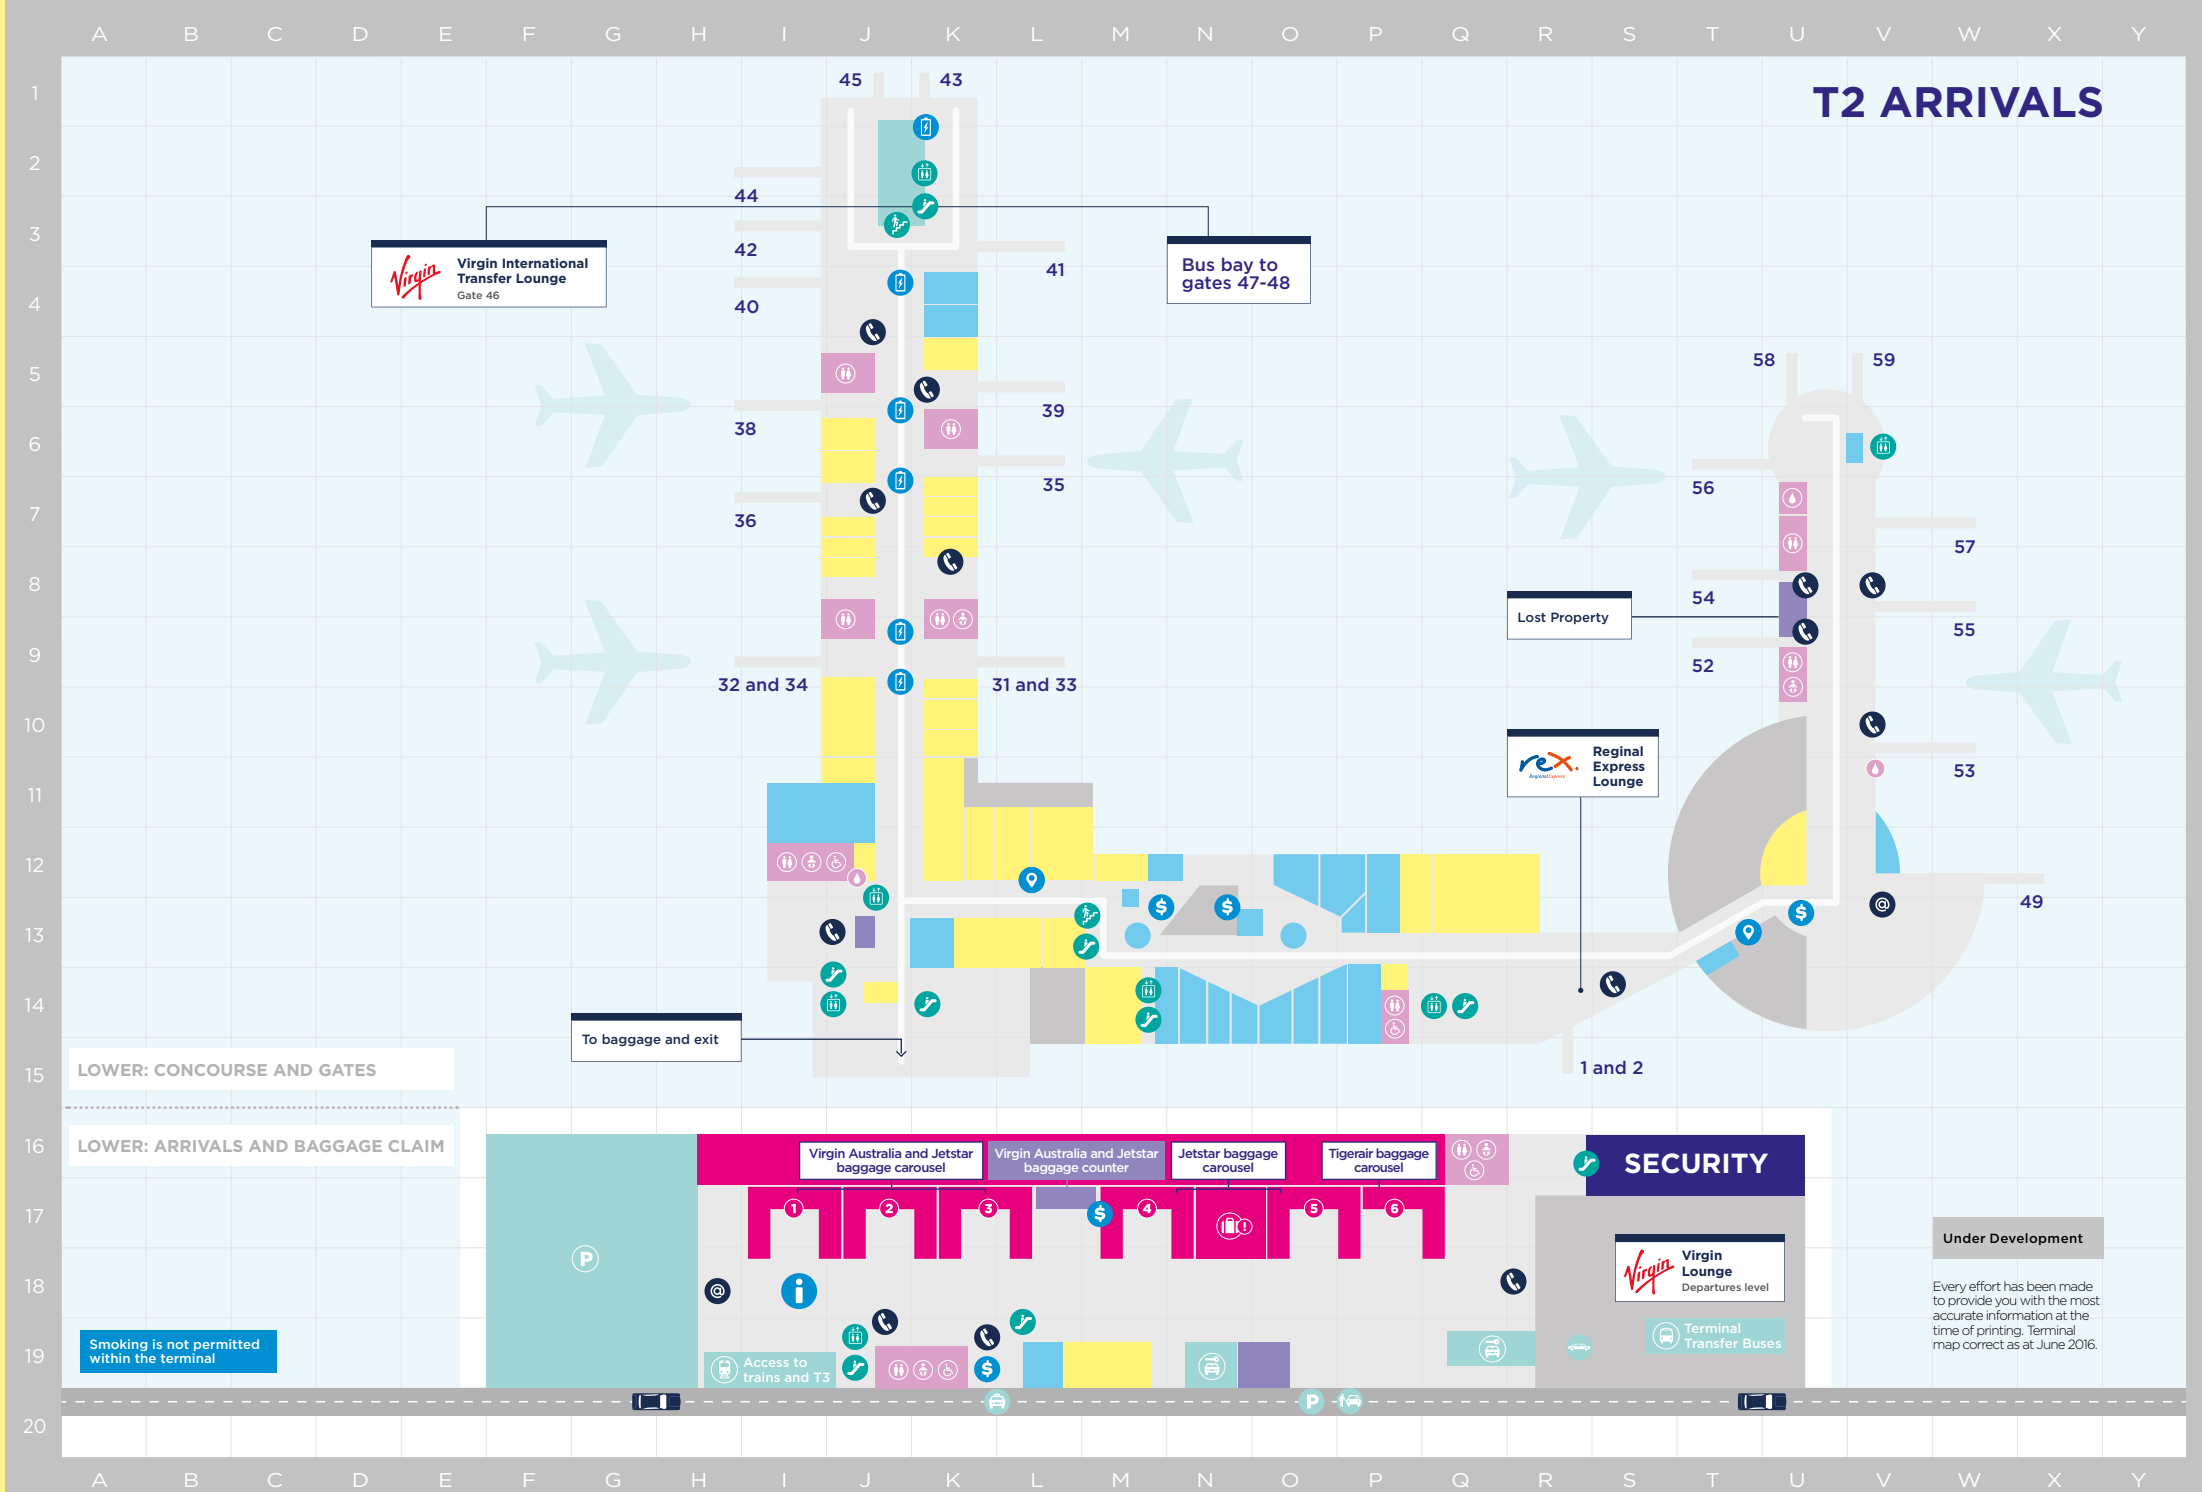 A B C D E F G H I J K L M N O P Q R S T U V W X Y
T2 ARRIVALS
1
2
3
4
5
6
7
8
9
10
11
12
13
14
15
16
17
18
19
20
45
43
44
42
41
40
Virgin
Virgin International
Transfer Lounge
Gate 46
Bus bay to
gates 47-48
58
59
39
38
35
36
56
57
54
55
Lost Property
52
32 and 34
31 and 33
rex.
Regional Express
Reginal
Express
Lounge
53
49
@
$
$
$
To baggage and exit
1 and 2
LOWER: CONCOURSE AND GATES
LOWER: ARRIVALS AND BAGGAGE CLAIM
Virgin Australia and Jetstar
baggage carousel
Virgin Australia and Jetstar
baggage counter
Jetstar baggage
carousel
Tigerair baggage
carousel
SECURITY
1
2
3
$
4
!
5
6
P
@
i
Virgin
Virgin
Lounge
Departures level
Under Development
Every effort has been made
to provide you with the most
accurate information at the
time of printing. Terminal
map correct as at June 2016.
Smoking is not permitted
within the terminal
Access to
trains and T3
$
Terminal
Transfer Buses
P
A B C D E F G H I J K L M N O P Q R S T U V W X Y